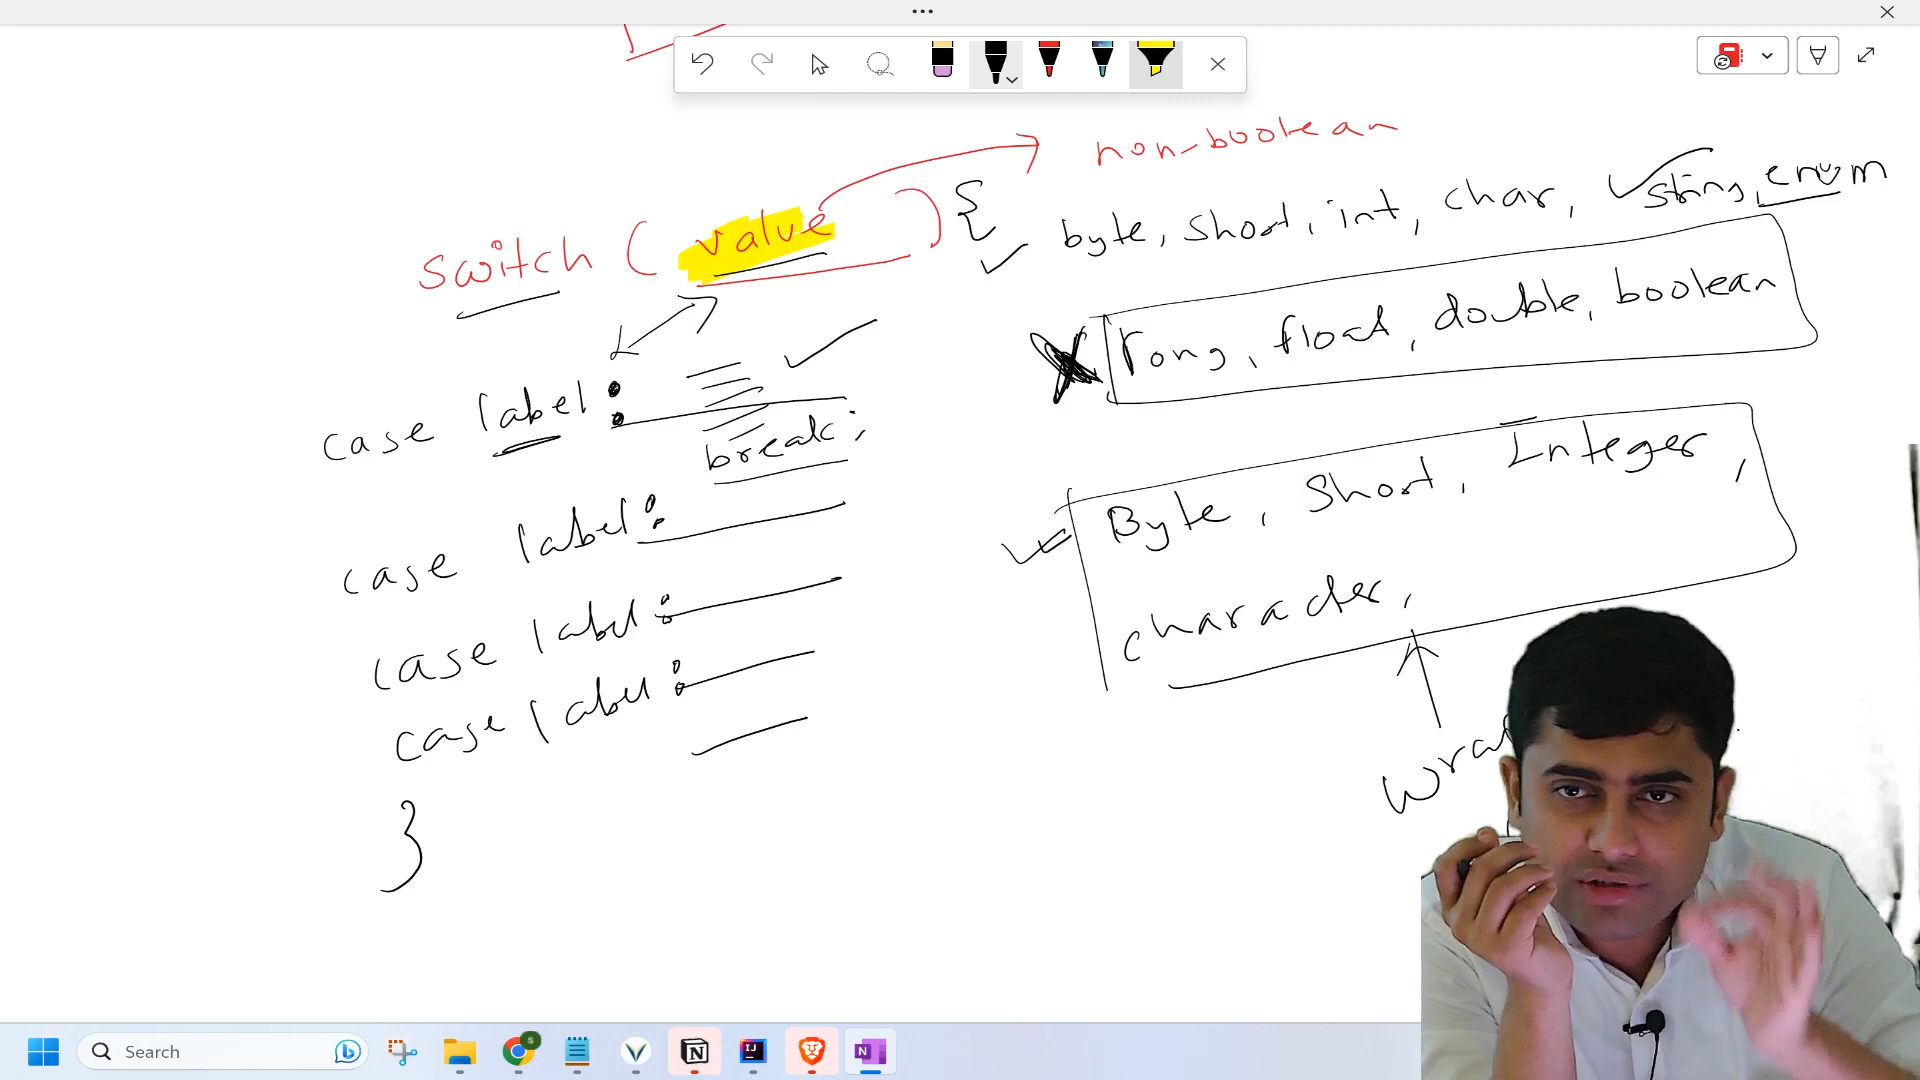 non-boolean
switch ( value ) {
byte, short, int, char, string, enum
long, float, double, boolean
case label:
break;
Byte, Short, Integer,
case label:
character,
case label:
case label:
}
Search